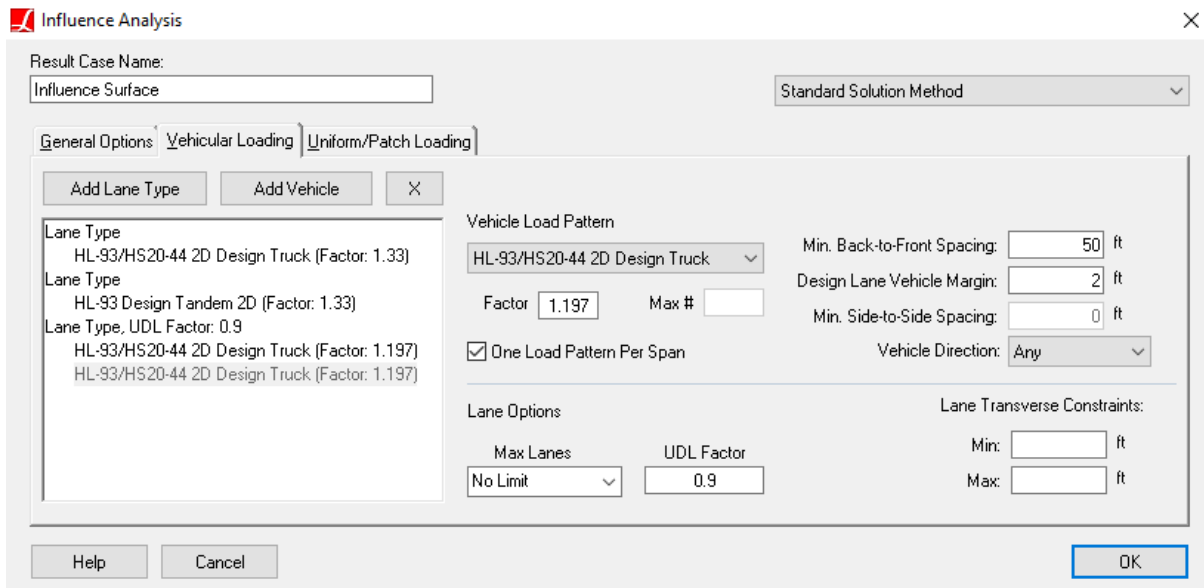 Influence Analysis
Result Case Name:
Influence Surface
Standard Solution Method
General Options Vehicular Loading Uniform/Patch Loading
Add Lane Type Add Vehicle X
Lane Type
HL-93/HS20-44 2D Design Truck (Factor: 1.33)
Lane Type
HL-93 Design Tandem 2D (Factor: 1.33)
Lane Type, UDL Factor: 0.9
HL-93/HS20-44 2D Design Truck (Factor: 1.197)
HL-93/HS20-44 2D Design Truck (Factor: 1.197)
Vehicle Load Pattern
HL-93/HS20-44 2D Design Truck
Factor 1.197 Max #
One Load Pattern Per Span
Min. Back-to-Front Spacing: 50 ft
Design Lane Vehicle Margin: 2 ft
Min. Side-to-Side Spacing: 0 ft
Vehicle Direction: Any
Lane Options
Max Lanes UDL Factor
No Limit 0.9
Lane Transverse Constraints:
Min: ft
Max: ft
Help Cancel OK